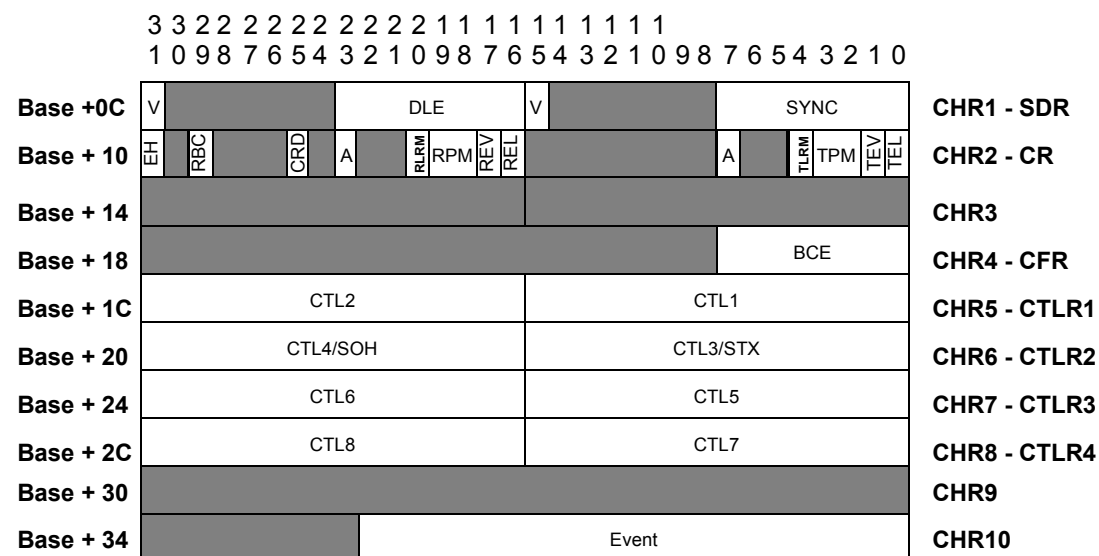 3 3 2 2 2 2 2 2 2 2 2 2 1 1 1 1 1 1 1 1 1 1
1 0 9 8 7 6 5 4 3 2 1 0 9 8 7 6 5 4 3 2 1 0 9 8 7 6 5 4 3 2 1 0
Base +0C V DLE V SYNC CHR1 - SDR
Base + 10 EH RBC CRD A RLRM RPM REV REL A TLRM TPM TEV TEL CHR2 - CR
Base + 14 CHR3
Base + 18 BCE CHR4 - CFR
Base + 1C CTL2 CTL1 CHR5 - CTLR1
Base + 20 CTL4/SOH CTL3/STX CHR6 - CTLR2
Base + 24 CTL6 CTL5 CHR7 - CTLR3
Base + 2C CTL8 CTL7 CHR8 - CTLR4
Base + 30 CHR9
Base + 34 Event CHR10